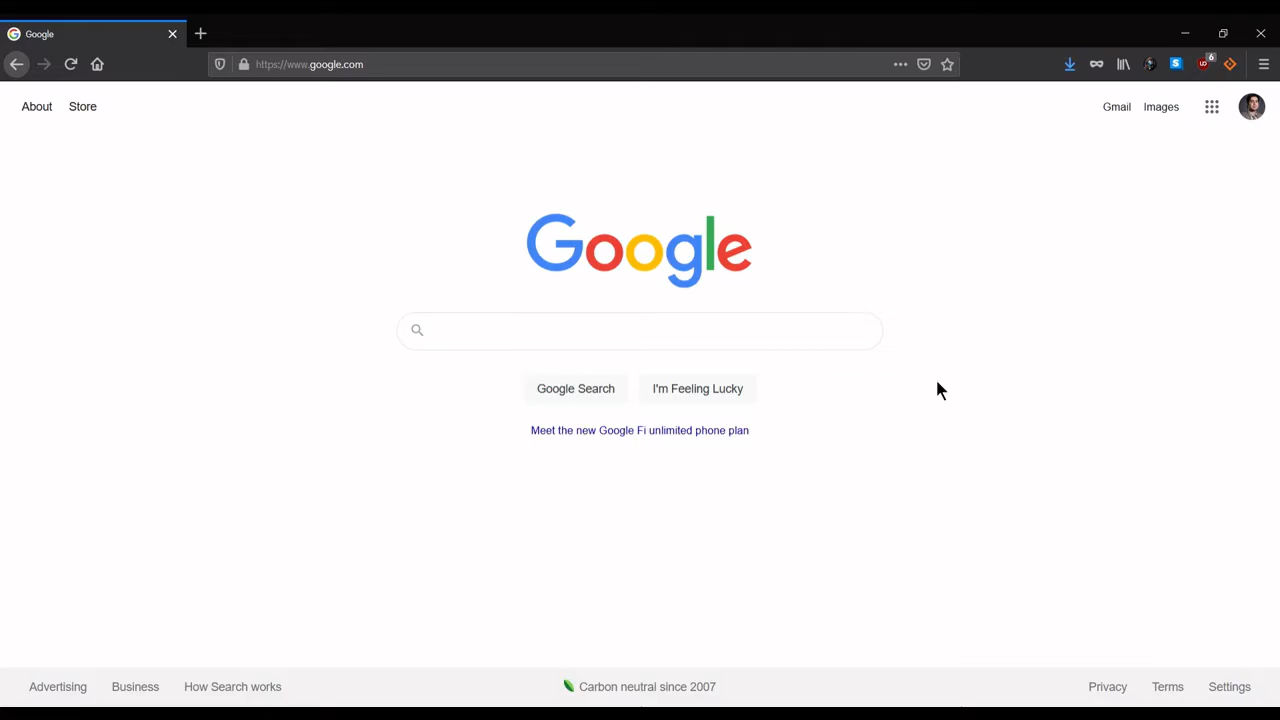 Google
https://www.google.com
S
6
About Store
Gmail Images
Google
Google Search I'm Feeling Lucky
Meet the new Google Fi unlimited phone plan
Advertising Business How Search works
Carbon neutral since 2007
Privacy Terms Settings